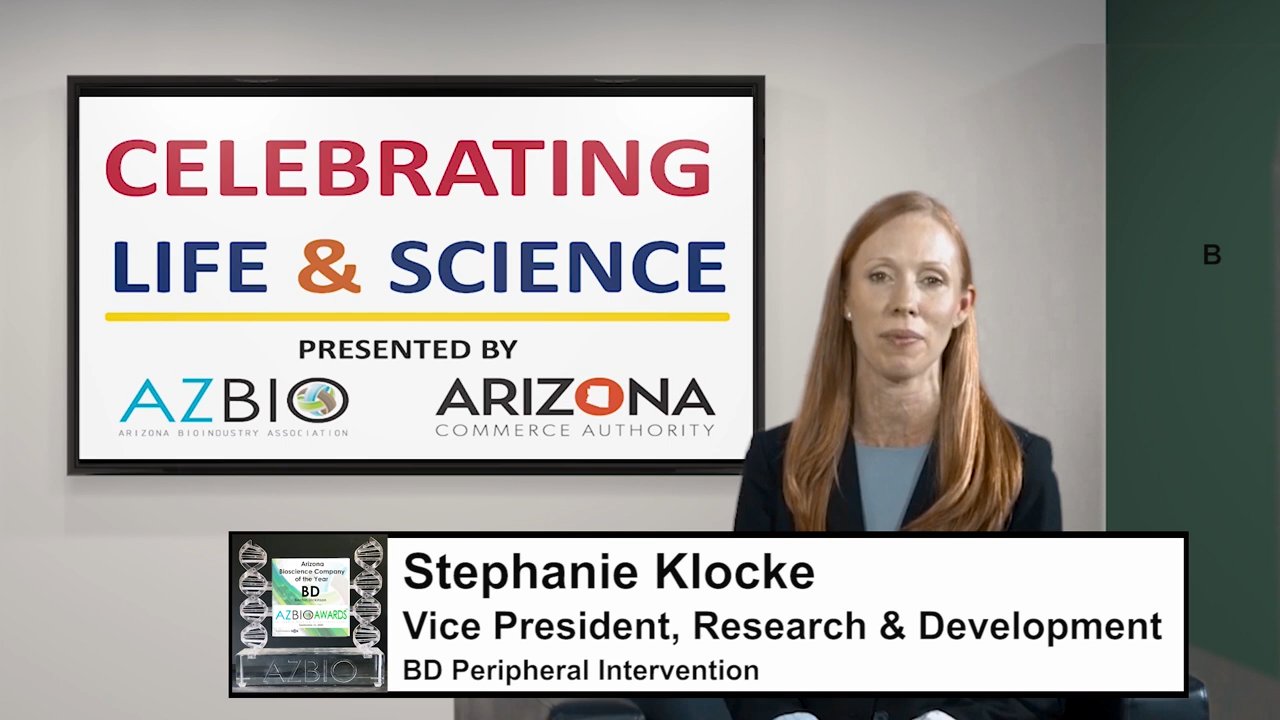 CELEBRATING
LIFE & SCIENCE
PRESENTED BY
AZBIO
ARIZONA BIOINDUSTRY ASSOCIATION
ARIZONA
COMMERCE AUTHORITY
B
Arizona
Bioscience Company
of the Year
BD
AZBIO AWARDS
AZBIO
Stephanie Klocke
Vice President, Research & Development
BD Peripheral Intervention